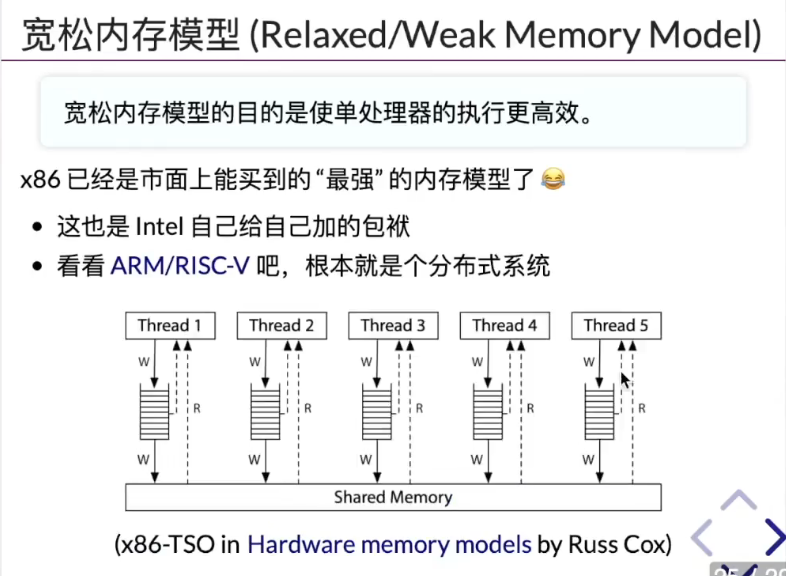 宽松内存模型 (Relaxed/Weak Memory Model)
宽松内存模型的目的是使单处理器的执行更高效。
x86 已经是市面上能买到的 “最强” 的内存模型了 😂
• 这也是 Intel 自己给自己加的包袱
• 看看 ARM/RISC-V 吧，根本就是个分布式系统
Thread 1 Thread 2 Thread 3 Thread 4 Thread 5
W W W W W
R R R R R
W W W W W
Shared Memory
(x86-TSO in Hardware memory models by Russ Cox)